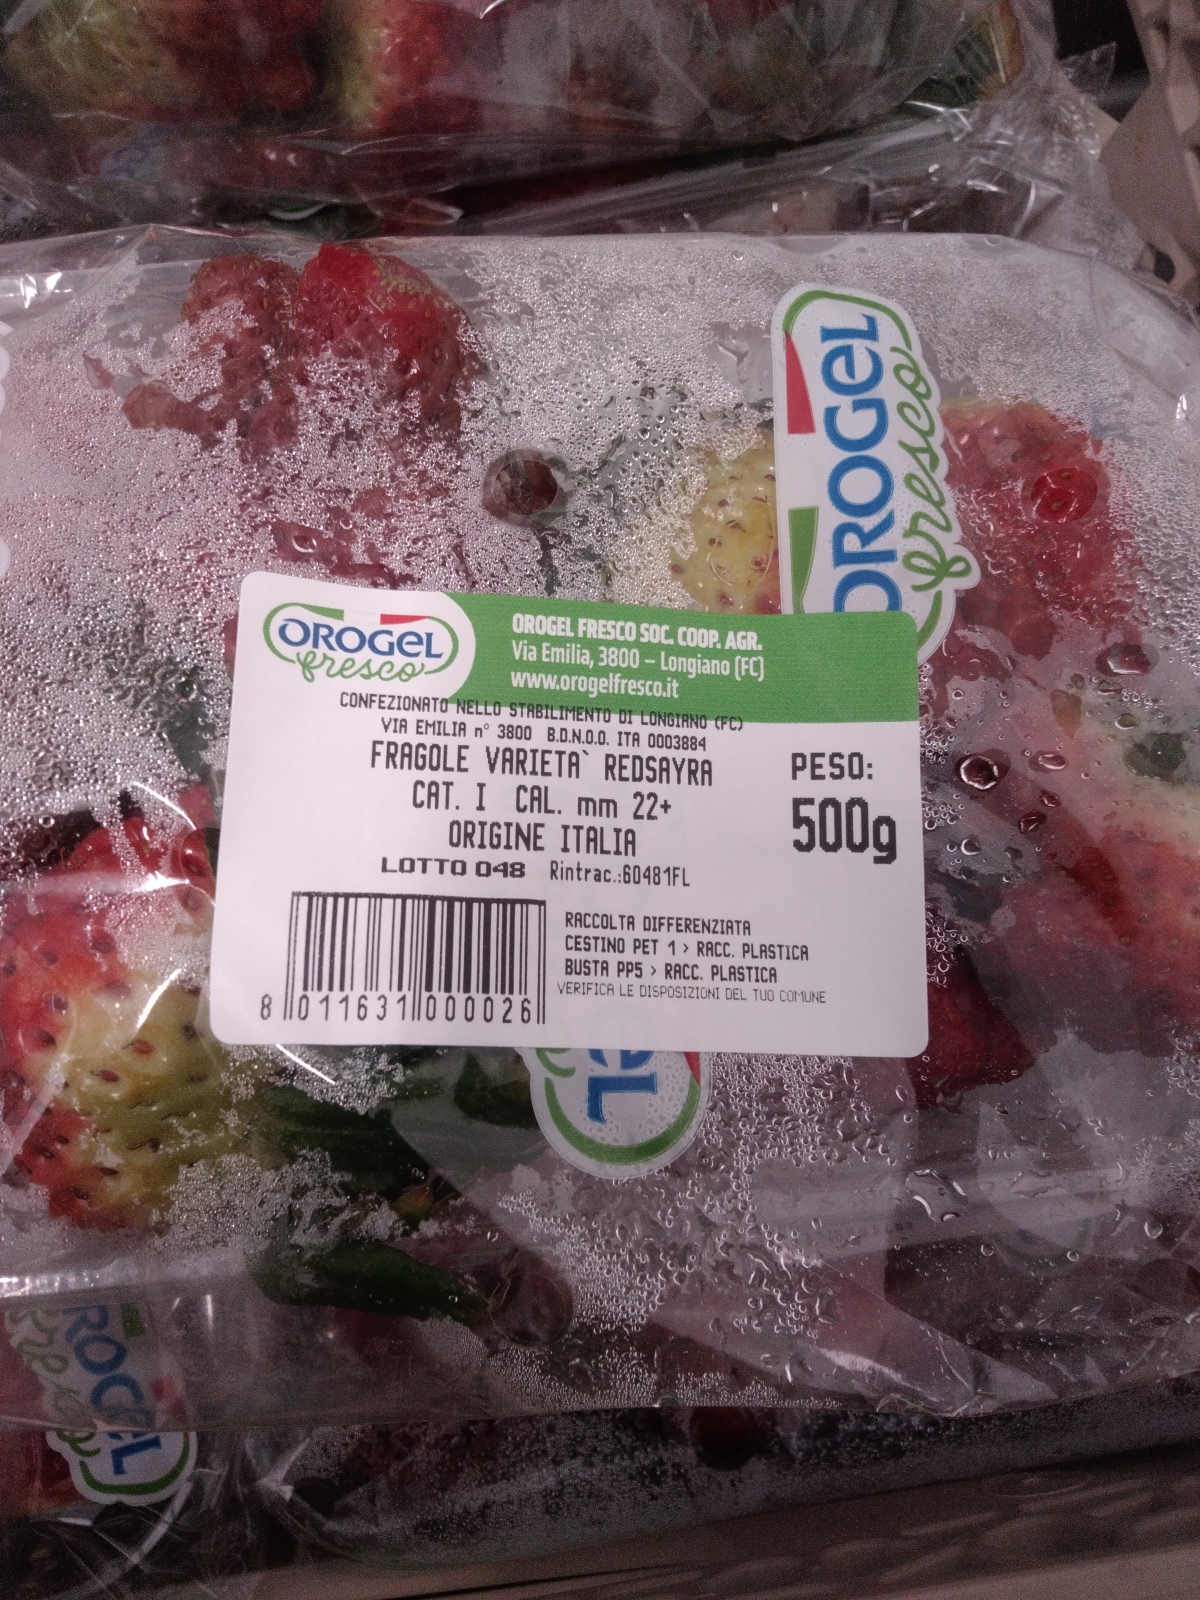 OROGEL
fresco
OROGEL
fresco
OROGEL FRESCO SOC. COOP. AGR.
Via Emilia, 3800 – Longiano (FC)
www.orogelfresco.it
CONFEZIONATO NELLO STABILIMENTO DI LONGIANO (FC)
VIA EMILIA n° 3800 B.D.N.O.O. ITA 0003884
FRAGOLE VARIETA` REDSAYRA
CAT. I CAL. mm 22+
ORIGINE ITALIA
LOTTO 048 Rintrac.:60481FL
PESO:
500g
RACCOLTA DIFFERENZIATA
CESTINO PET 1 > RACC. PLASTICA
BUSTA PP5 > RACC. PLASTICA
VERIFICA LE DISPOSIZIONI DEL TUO COMUNE
8 011631 000026
EL
ROGEL
fresco